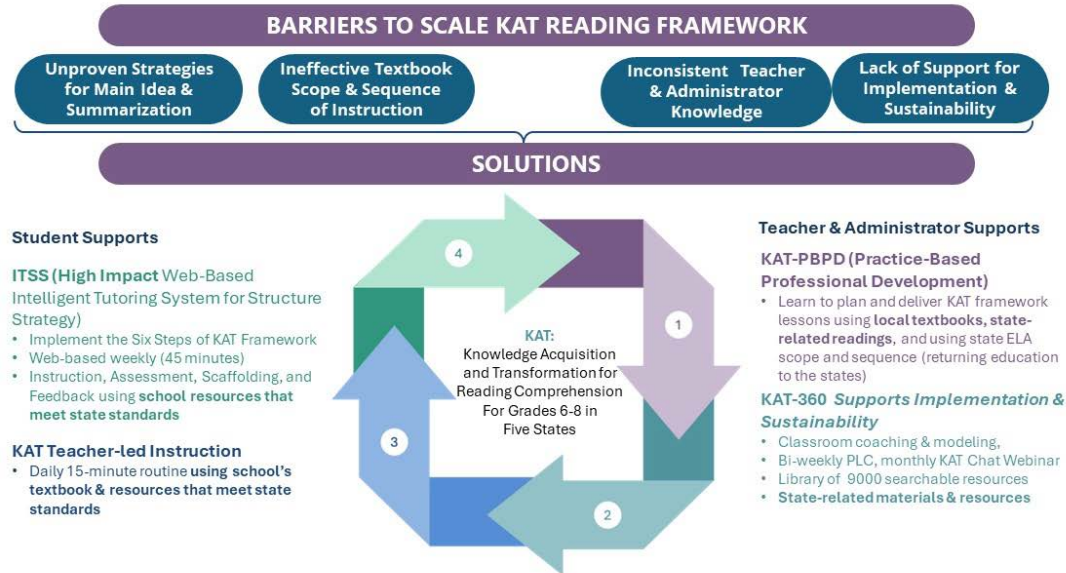 BARRIERS TO SCALE KAT READING FRAMEWORK
Unproven Strategies
for Main Idea &
Summarization
Ineffective Textbook
Scope & Sequence
of Instruction
Inconsistent Teacher
& Administrator
Knowledge
Lack of Support for
Implementation &
Sustainability
SOLUTIONS
Student Supports
ITSS (High Impact Web-Based
Intelligent Tutoring System for Structure
Strategy)
• Implement the Six Steps of KAT Framework
• Web-based weekly (45 minutes)
• Instruction, Assessment, Scaffolding, and
Feedback using school resources that
meet state standards
KAT Teacher-led Instruction
• Daily 15-minute routine using school's
textbook & resources that meet state
standards
4
1
3
2
KAT:
Knowledge Acquisition
and Transformation for
Reading Comprehension
For Grades 6-8 in
Five States
Teacher & Administrator Supports
KAT-PBPD (Practice-Based
Professional Development)
• Learn to plan and deliver KAT framework
lessons using local textbooks, state-
related readings, and using state ELA
scope and sequence (returning education
to the states)
KAT-360 Supports Implementation &
Sustainability
• Classroom coaching & modeling,
• Bi-weekly PLC, monthly KAT Chat Webinar
• Library of 9000 searchable resources
• State-related materials & resources